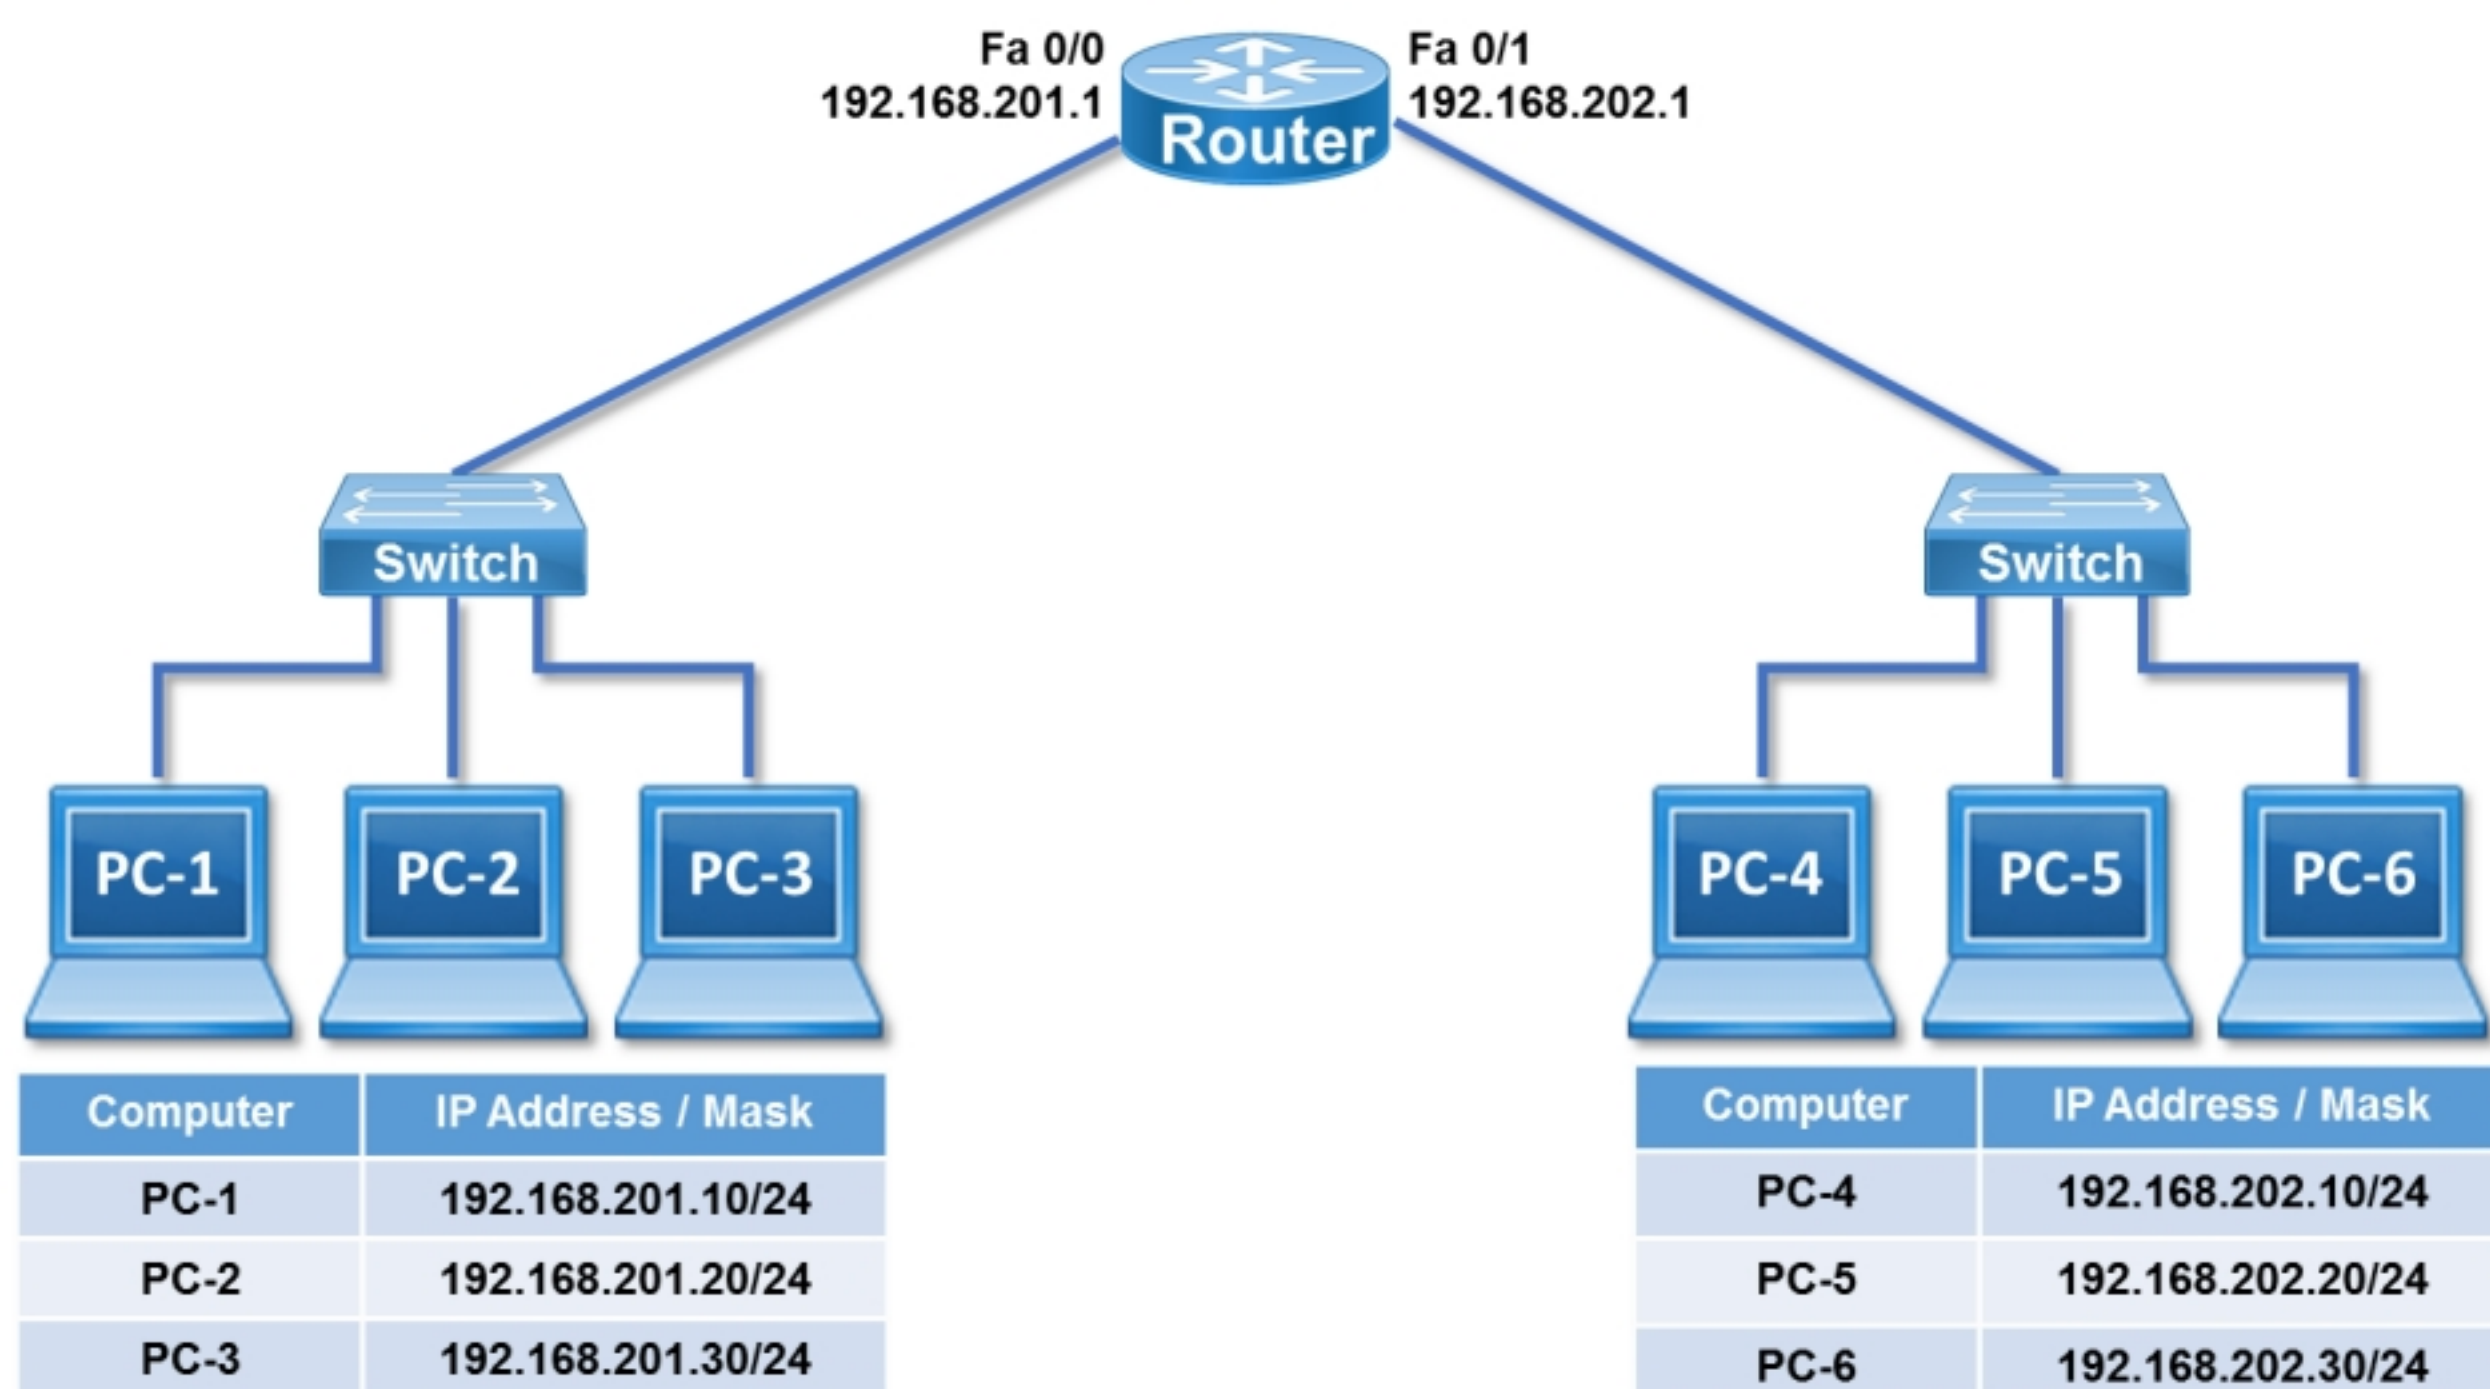 Fa 0/0
192.168.201.1
Fa 0/1
192.168.202.1
Router
Switch
Switch
PC-1 PC-2 PC-3
PC-4 PC-5 PC-6
Computer IP Address / Mask
PC-1 192.168.201.10/24
PC-2 192.168.201.20/24
PC-3 192.168.201.30/24
Computer IP Address / Mask
PC-4 192.168.202.10/24
PC-5 192.168.202.20/24
PC-6 192.168.202.30/24